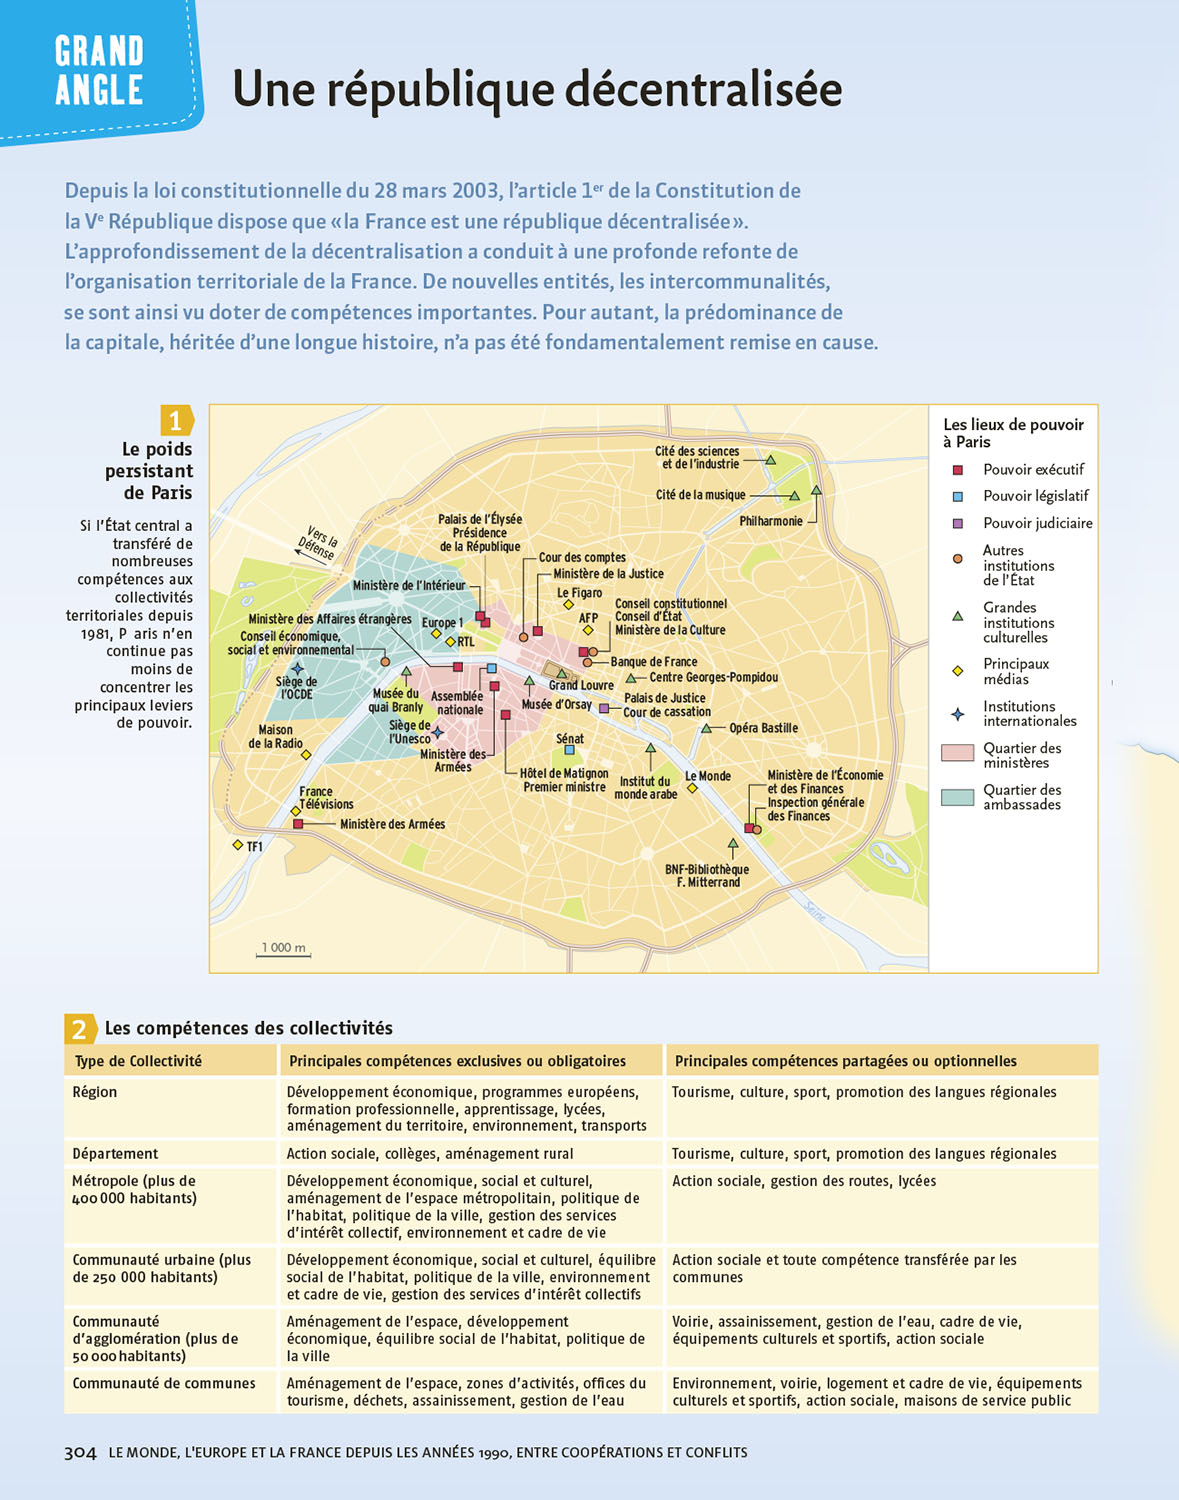 GRAND
ANGLE
Une république décentralisée
Depuis la loi constitutionnelle du 28 mars 2003, l'article 1er de la Constitution de
la Ve République dispose que «la France est une république décentralisée».
L'approfondissement de la décentralisation a conduit à une profonde refonte de
l'organisation territoriale de la France. De nouvelles entités, les intercommunalités,
se sont ainsi vu doter de compétences importantes. Pour autant, la prédominance de
la capitale, héritée d'une longue histoire, n'a pas été fondamentalement remise en cause.
1
Le poids
persistant
de Paris
Si l'État central a
transféré de
nombreuses
compétences aux
collectivités
territoriales depuis
1981, P aris n'en
continue pas
moins de
concentrer les
principaux leviers
de pouvoir.
Cité des sciences
et de l'industrie
Cité de la musique
Philharmonie
Vers la
Défense
Palais de l'Élysée
Présidence
de la République
Cour des comptes
Ministère de la Justice
Ministère de l'Intérieur
Le Figaro
Conseil constitutionnel
Conseil d'État
Ministère de la Culture
AFP
Ministère des Affaires étrangères
Europe 1
RTL
Conseil économique,
social et environnemental
Banque de France
Centre Georges-Pompidou
Grand Louvre
Siège de
l'OCDE
Musée du
quai Branly
Assemblée
nationale
Musée d'Orsay
Palais de Justice
Cour de cassation
Siège de
l'Unesco
Opéra Bastille
Maison
de la Radio
Sénat
Ministère des
Armées
Hôtel de Matignon
Premier ministre
Institut du
monde arabe
Le Monde
Ministère de l'Économie
et des Finances
Inspection générale
des Finances
France
Télévisions
Ministère des Armées
TF1
BNF-Bibliothèque
F. Mitterrand
Seine
1 000 m
Les lieux de pouvoir
à Paris
Pouvoir exécutif
Pouvoir législatif
Pouvoir judiciaire
Autres
institutions
de l'État
Grandes
institutions
culturelles
Principaux
médias
Institutions
internationales
Quartier des
ministères
Quartier des
ambassades
2 Les compétences des collectivités
Type de Collectivité
Principales compétences exclusives ou obligatoires
Principales compétences partagées ou optionnelles
Région
Développement économique, programmes européens,
formation professionnelle, apprentissage, lycées,
aménagement du territoire, environnement, transports
Tourisme, culture, sport, promotion des langues régionales
Département
Action sociale, collèges, aménagement rural
Tourisme, culture, sport, promotion des langues régionales
Métropole (plus de
400 000 habitants)
Développement économique, social et culturel,
aménagement de l'espace métropolitain, politique de
l'habitat, politique de la ville, gestion des services
d'intérêt collectif, environnement et cadre de vie
Action sociale, gestion des routes, lycées
Communauté urbaine (plus
de 250 000 habitants)
Développement économique, social et culturel, équilibre
social de l'habitat, politique de la ville, environnement
et cadre de vie, gestion des services d'intérêt collectifs
Action sociale et toute compétence transférée par les
communes
Communauté
d'agglomération (plus de
50 000 habitants)
Aménagement de l'espace, développement
économique, équilibre social de l'habitat, politique de
la ville
Voirie, assainissement, gestion de l'eau, cadre de vie,
équipements culturels et sportifs, action sociale
Communauté de communes
Aménagement de l'espace, zones d'activités, offices du
tourisme, déchets, assainissement, gestion de l'eau
Environnement, voirie, logement et cadre de vie, équipements
culturels et sportifs, action sociale, maisons de service public
304 LE MONDE, L'EUROPE ET LA FRANCE DEPUIS LES ANNÉES 1990, ENTRE COOPÉRATIONS ET CONFLITS